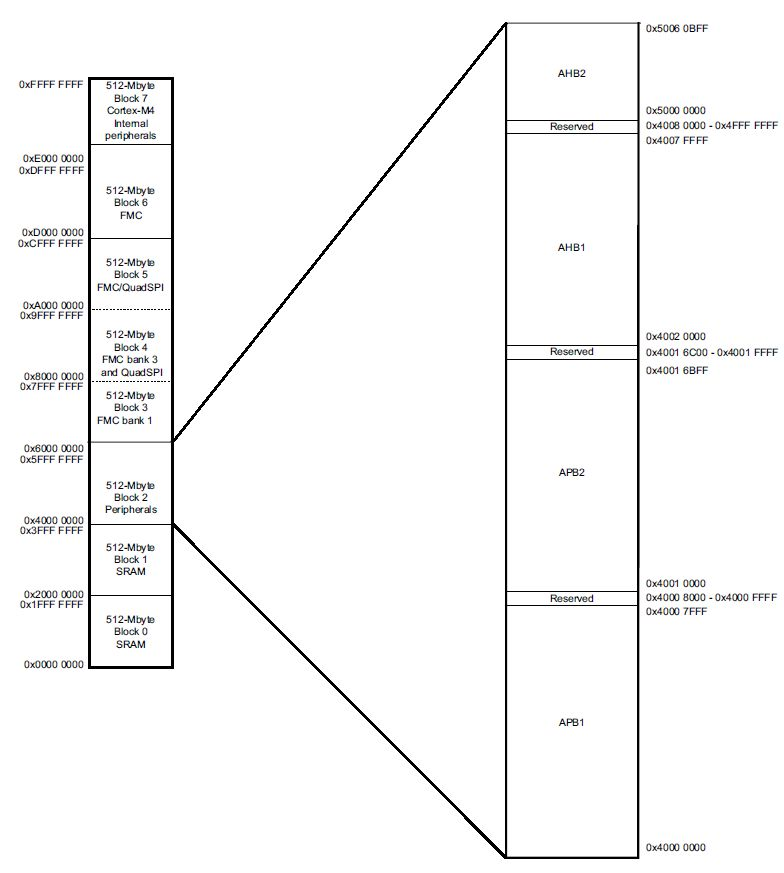 0xFFFF FFFF
512-Mbyte
Block 7
Cortex-M4
Internal
peripherals
0xE000 0000
0xDFFF FFFF
512-Mbyte
Block 6
FMC
0xD000 0000
0xCFFF FFFF
512-Mbyte
Block 5
FMC/QuadSPI
0xA000 0000
0x9FFF FFFF
512-Mbyte
Block 4
FMC bank 3
and QuadSPI
0x8000 0000
0x7FFF FFFF
512-Mbyte
Block 3
FMC bank 1
0x6000 0000
0x5FFF FFFF
512-Mbyte
Block 2
Peripherals
0x4000 0000
0x3FFF FFFF
512-Mbyte
Block 1
SRAM
0x2000 0000
0x1FFF FFFF
512-Mbyte
Block 0
SRAM
0x0000 0000
0x5006 0BFF
AHB2
0x5000 0000
Reserved
0x4008 0000 - 0x4FFF FFFF
0x4007 FFFF
AHB1
0x4002 0000
Reserved
0x4001 6C00 - 0x4001 FFFF
0x4001 6BFF
APB2
0x4001 0000
Reserved
0x4000 8000 - 0x4000 FFFF
0x4000 7FFF
APB1
0x4000 0000